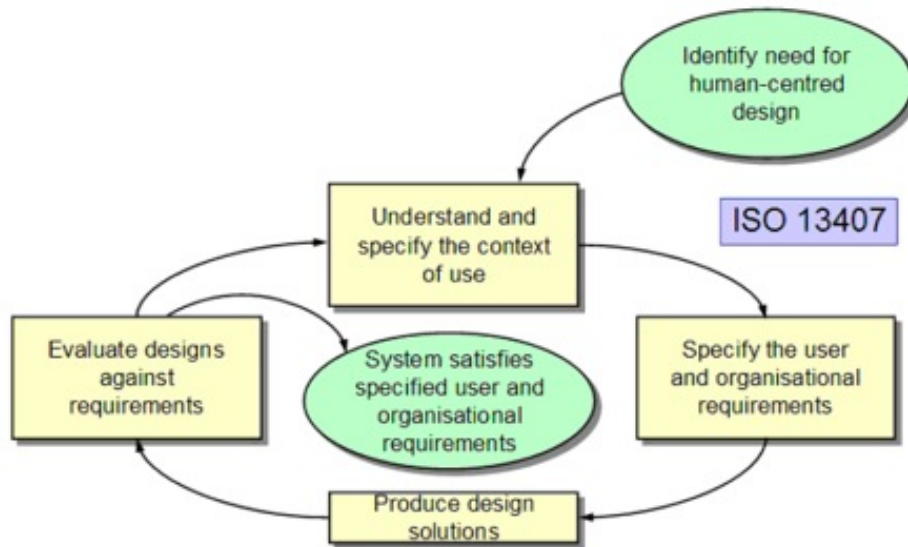 Identify need for
human-centred
design
ISO 13407
Understand and
specify the context
of use
Specify the user
and organisational
requirements
Produce design
solutions
Evaluate designs
against
requirements
System satisfies
specified user and
organisational
requirements